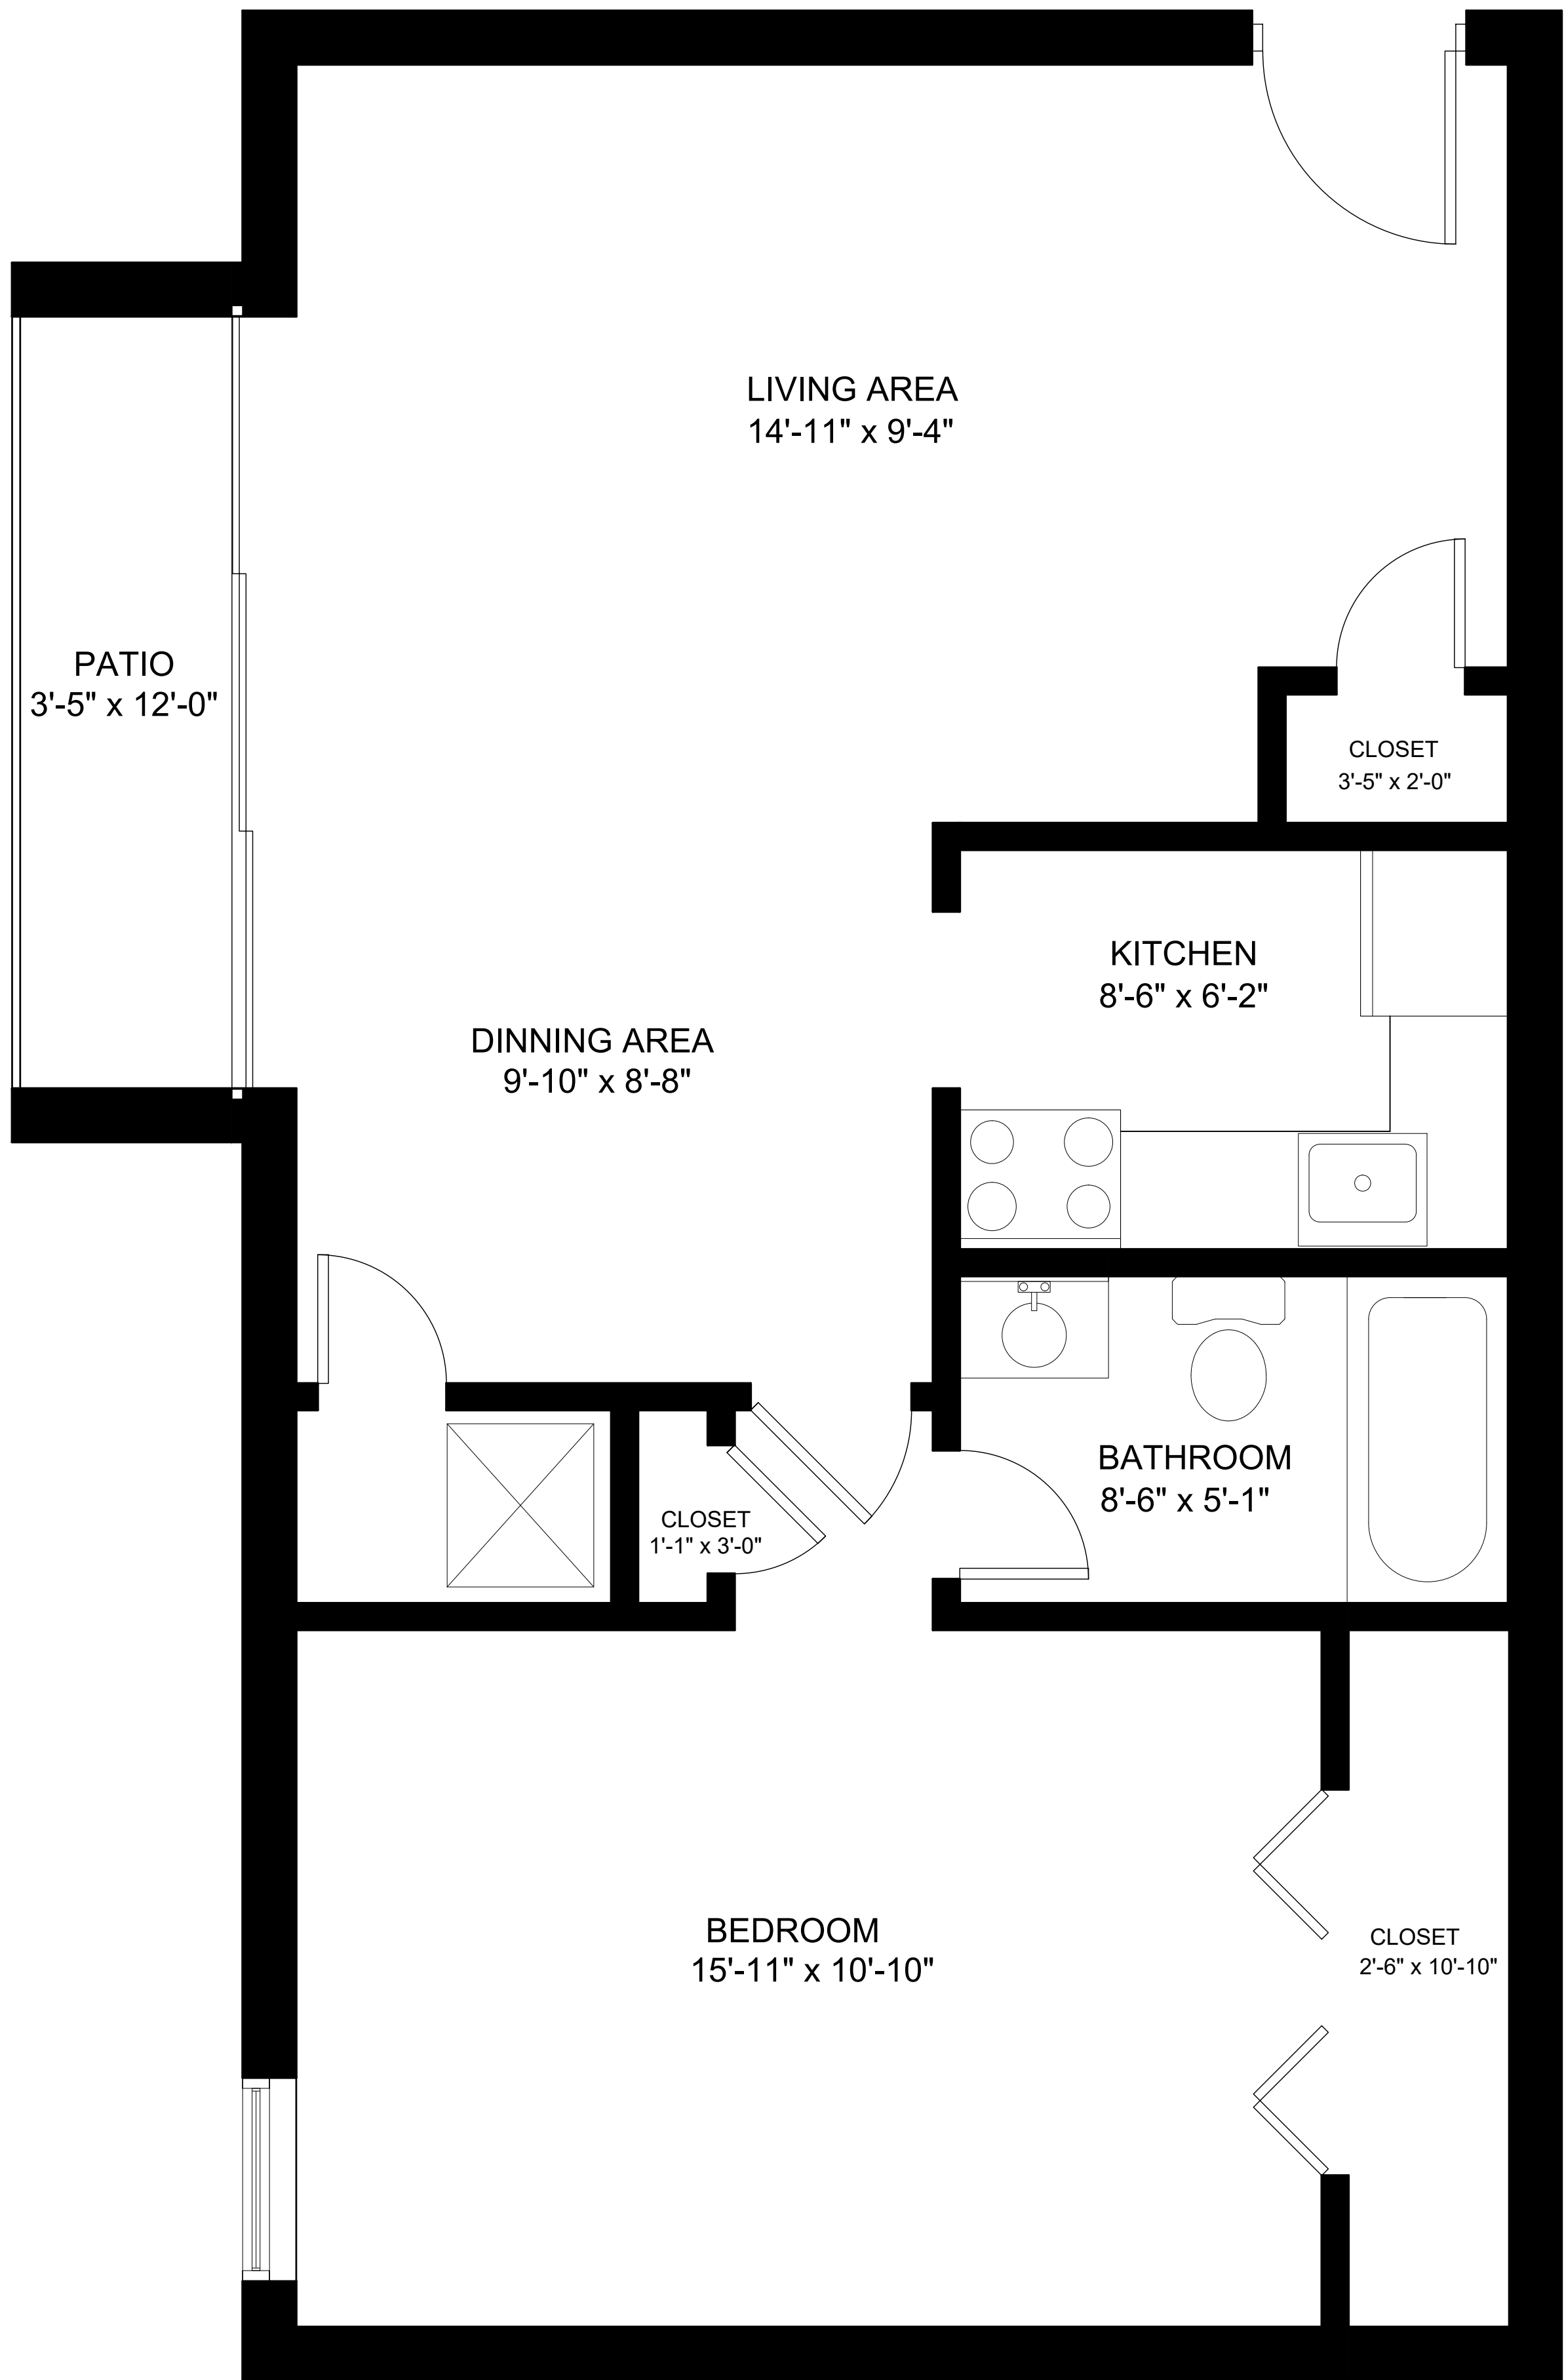 LIVING AREA
14'-11" x 9'-4"
PATIO
3'-5" x 12'-0"
CLOSET
3'-5" x 2'-0"
KITCHEN
8'-6" x 6'-2"
DINNING AREA
9'-10" x 8'-8"
BATHROOM
8'-6" x 5'-1"
CLOSET
1'-1" x 3'-0"
BEDROOM
15'-11" x 10'-10"
CLOSET
2'-6" x 10'-10"